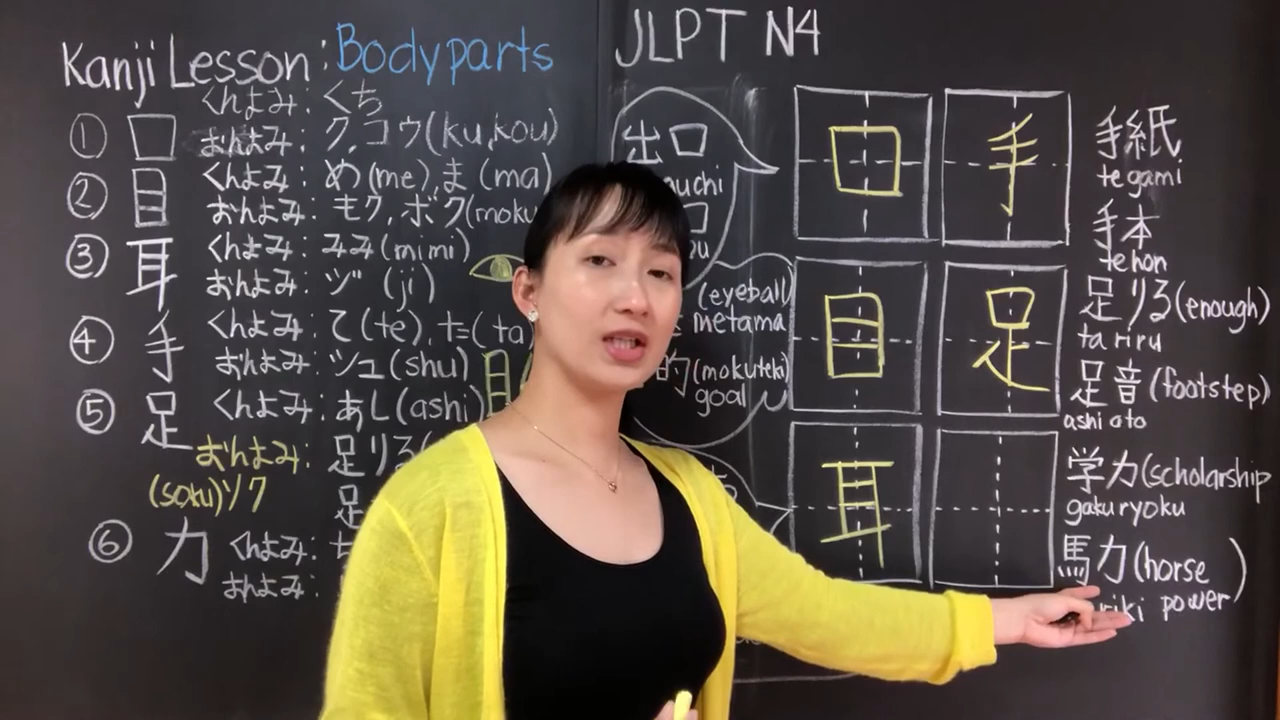 Kanji Lesson: Bodyparts
くんよみ: くち
① 口 おんよみ: ク,コウ(ku,kou)
② 目 くんよみ: め(me),ま(ma)
おんよみ: モク,ボク(moku
③ 耳 くんよみ: みみ(mimi)
おんよみ: ジ (ji)
④ 手 くんよみ: て(te),た(ta
おんよみ: シュ(shu)
目
⑤ 足 くんよみ: あし(ashi)
おんよみ: 足りる
(soku)ソク 足
⑥ 力 くんよみ: ち
おんよみ:
JLPT N4
出口
uchi
口
(eyeball)
metama
的(mokuteki)
goal
口 手
目 足
耳
手紙
tegami
手本
tehon
足りる(enough)
tariru
足音(footstep)
ashi oto
学力(scholarship
gakuryoku
馬力(horse
riki power)